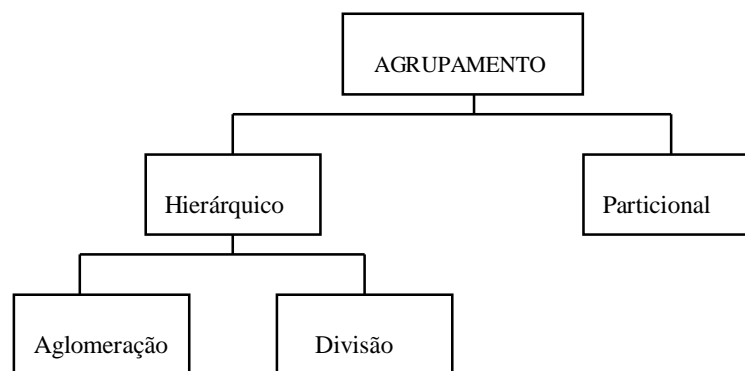 AGRUPAMENTO
Hierárquico
Particional
Aglomeração
Divisão